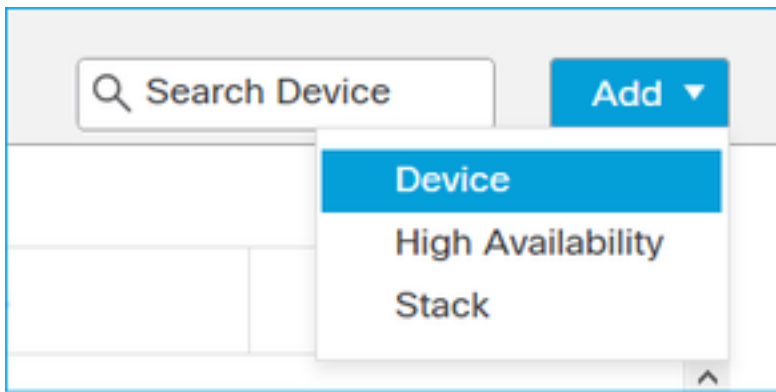 Search Device
Add
Device
High Availability
Stack